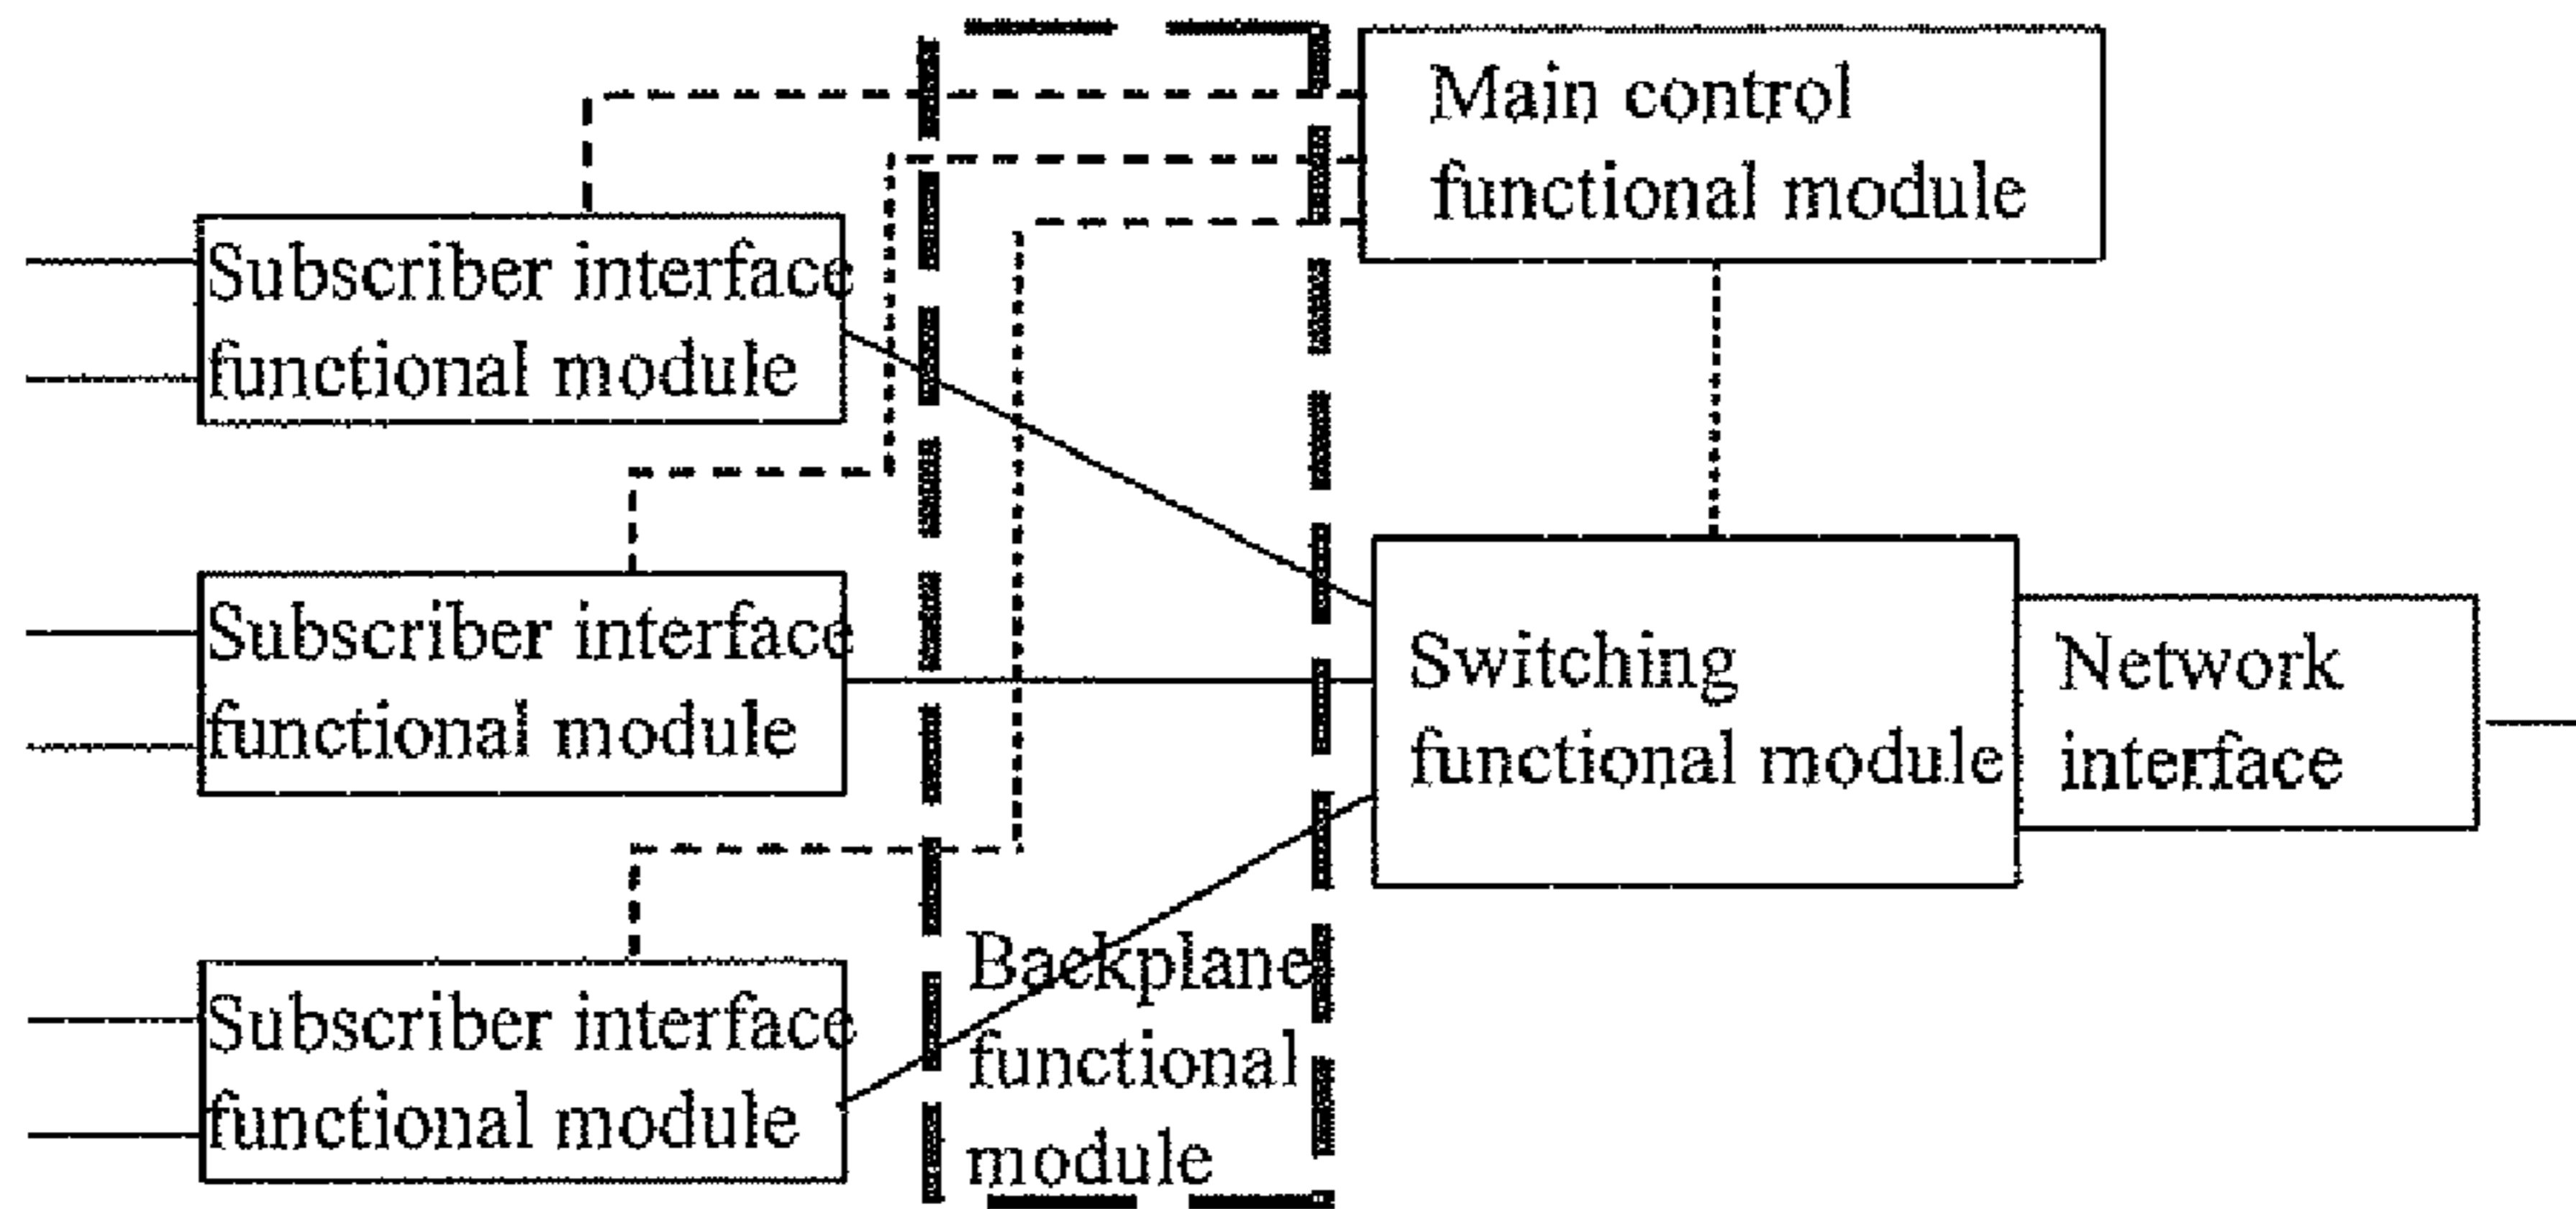 Main control
functional module
Subscriber interface
functional module
Subscriber interface
functional module
Switching
functional module
Network
interface
Subscriber interface
functional module
Backplane
functional
module